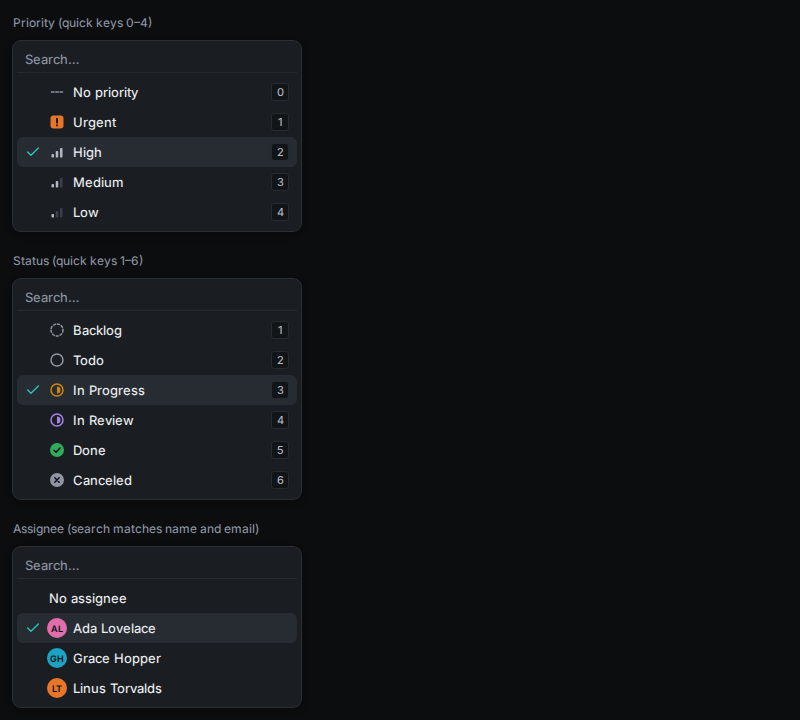 Priority (quick keys 0–4)
Search...
No priority 0
Urgent 1
High 2
Medium 3
Low 4
Status (quick keys 1–6)
Search...
Backlog 1
Todo 2
In Progress 3
In Review 4
Done 5
Canceled 6
Assignee (search matches name and email)
Search...
No assignee
AL Ada Lovelace
GH Grace Hopper
LT Linus Torvalds